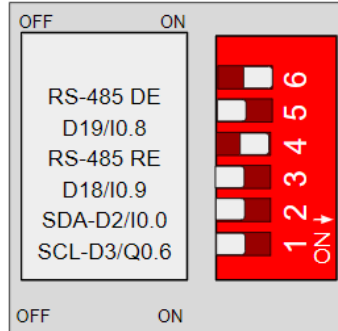 OFF ON
RS-485 DE
D19/I0.8
RS-485 RE
D18/I0.9
SDA-D2/I0.0
SCL-D3/Q0.6
6
5
4
3
2
1
ON
OFF ON